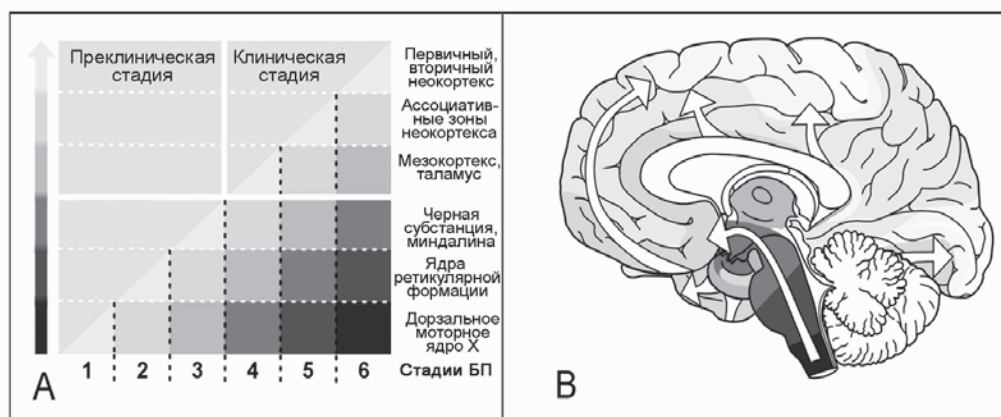 Преклиническая
стадия
Клиническая
стадия
Первичный,
вторичный
неокортекс
Ассоциатив-
ные зоны
неокортекса
Мезокортекс,
таламус
Черная
субстанция,
миндалина
Ядра
ретикулярной
формации
Дорзальное
моторное
ядро X
1 2 3 4 5 6 Стадии БП
А
В